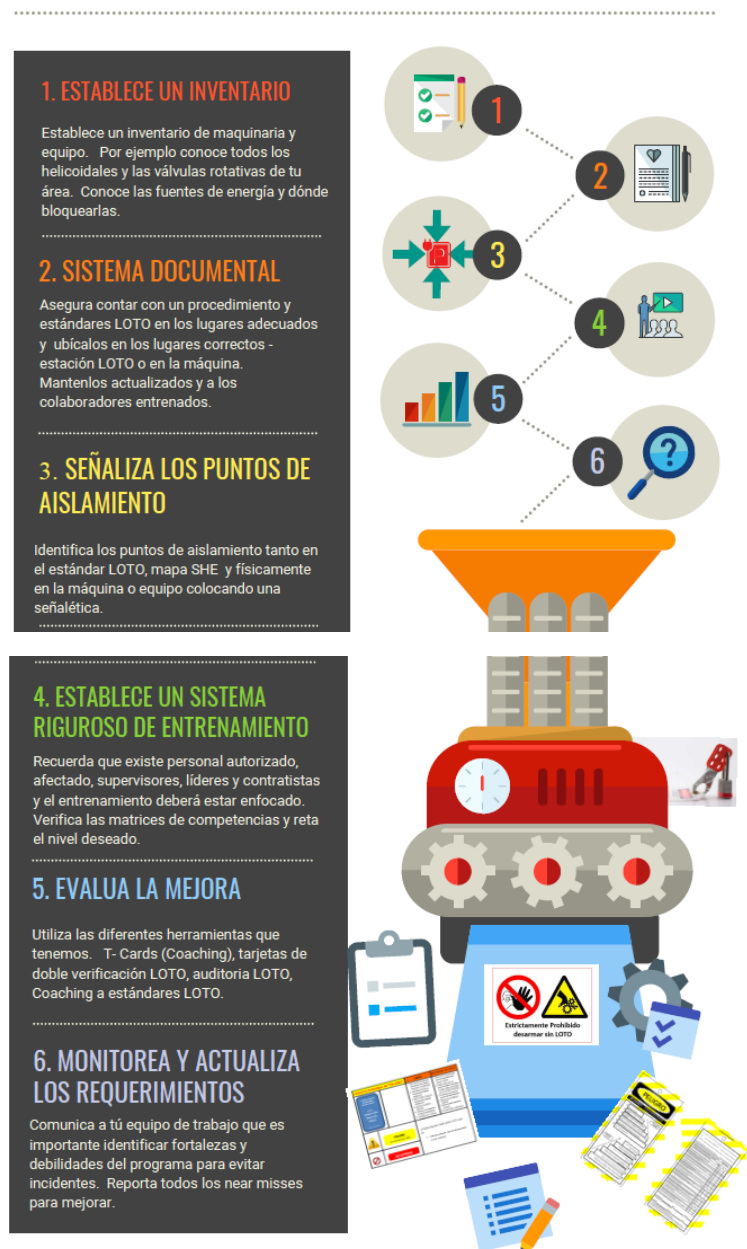 1. ESTABLECE UN INVENTARIO
Establece un inventario de maquinaria y
equipo. Por ejemplo conoce todos los
helicoidales y las válvulas rotativas de tu
área. Conoce las fuentes de energía y dónde
bloquearlas.
2. SISTEMA DOCUMENTAL
Asegura contar con un procedimiento y
estándares LOTO en los lugares adecuados
y ubícalos en los lugares correctos -
estación LOTO o en la máquina.
Mantenlos actualizados y a los
colaboradores entrenados.
3. SEÑALIZA LOS PUNTOS DE
AISLAMIENTO
Identifica los puntos de aislamiento tanto en
el estándar LOTO, mapa SHE y físicamente
en la máquina o equipo colocando una
señalética.
1
2
3
4
5
6
4. ESTABLECE UN SISTEMA
RIGUROSO DE ENTRENAMIENTO
Recuerda que existe personal autorizado,
afectado, supervisores, líderes y contratistas
y el entrenamiento deberá estar enfocado.
Verifica las matrices de competencias y reta
el nivel deseado.
5. EVALUA LA MEJORA
Utiliza las diferentes herramientas que
tenemos. T- Cards (Coaching), tarjetas de
doble verificación LOTO, auditoria LOTO,
Coaching a estándares LOTO.
6. MONITOREA Y ACTUALIZA
LOS REQUERIMIENTOS
Comunica a tú equipo de trabajo que es
importante identificar fortalezas y
debilidades del programa para evitar
incidentes. Reporta todos los near misses
para mejorar.
Estrictamente Prohibido
desarmar sin LOTO
PELIGRO